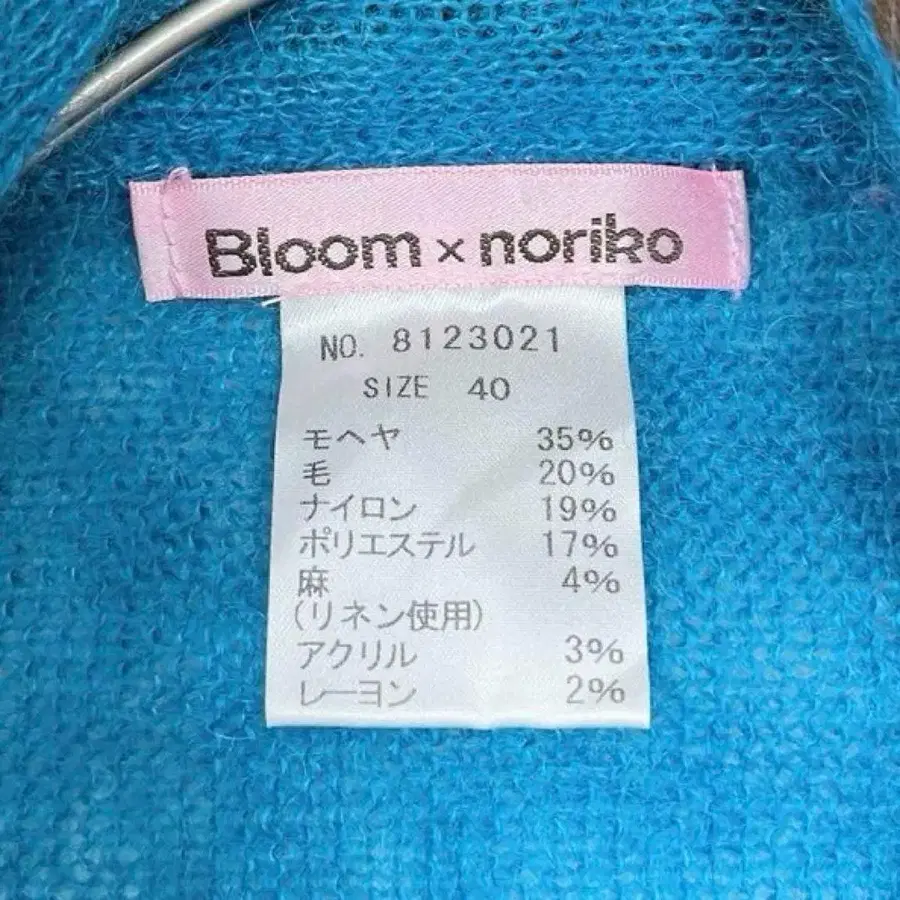 Bloom x noriko
NO. 8123021
SIZE 40
モヘヤ 35%
毛 20%
ナイロン 19%
ポリエステル 17%
麻 4%
(リネン使用)
アクリル 3%
レーヨン 2%